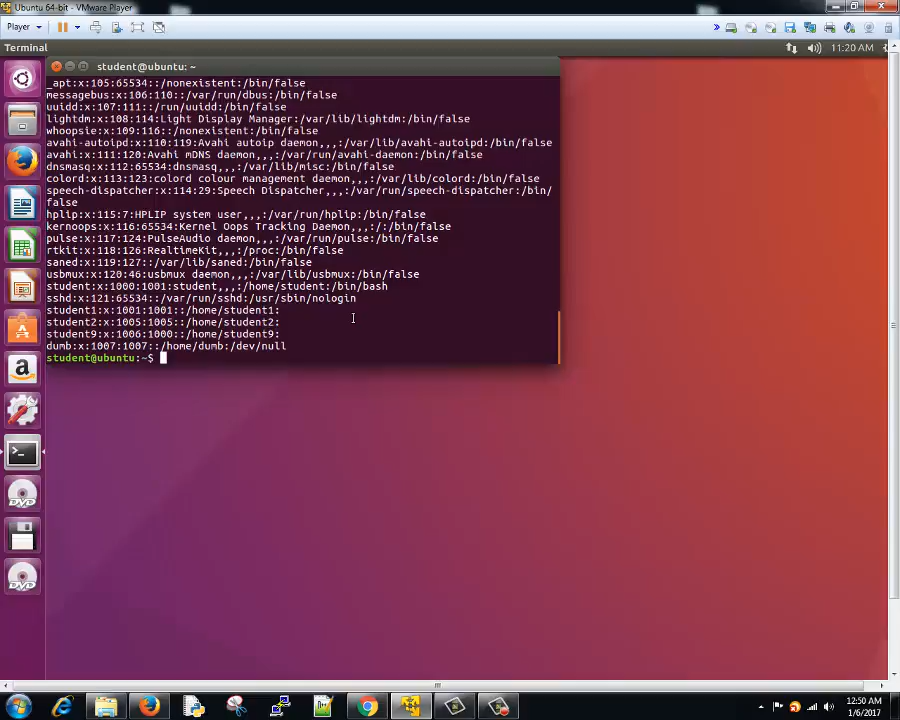 Ubuntu 64-bit - VMware Player
Player
Terminal
11:20 AM
student@ubuntu: ~
_apt:x:105:65534::/nonexistent:/bin/false
messagebus:x:106:110::/var/run/dbus:/bin/false
uuidd:x:107:111::/run/uuidd:/bin/false
lightdm:x:108:114:Light Display Manager:/var/lib/lightdm:/bin/false
whoopsie:x:109:116::/nonexistent:/bin/false
avahi-autoipd:x:110:119:Avahi autoip daemon,,,:/var/lib/avahi-autoipd:/bin/false
avahi:x:111:120:Avahi mDNS daemon,,,:/var/run/avahi-daemon:/bin/false
dnsmasq:x:112:65534:dnsmasq,,,:/var/lib/misc:/bin/false
colord:x:113:123:colord colour management daemon,,,:/var/lib/colord:/bin/false
speech-dispatcher:x:114:29:Speech Dispatcher,,,:/var/run/speech-dispatcher:/bin/
false
hplip:x:115:7:HPLIP system user,,,:/var/run/hplip:/bin/false
kernoops:x:116:65534:Kernel Oops Tracking Daemon,,,:/:/bin/false
pulse:x:117:124:PulseAudio daemon,,,:/var/run/pulse:/bin/false
rtkit:x:118:126:RealtimeKit,,,:/proc:/bin/false
saned:x:119:127::/var/lib/saned:/bin/false
usbmux:x:120:46:usbmux daemon,,,:/var/lib/usbmux:/bin/false
student:x:1000:1001:student,,,:/home/student:/bin/bash
sshd:x:121:65534::/var/run/sshd:/usr/sbin/nologin
student1:x:1001:1001::/home/student1:
student2:x:1005:1005::/home/student2:
student9:x:1006:1000::/home/student9:
dumb:x:1007:1007::/home/dumb:/dev/null
student@ubuntu:~$
DVD
DVD
12:50 AM
1/6/2017